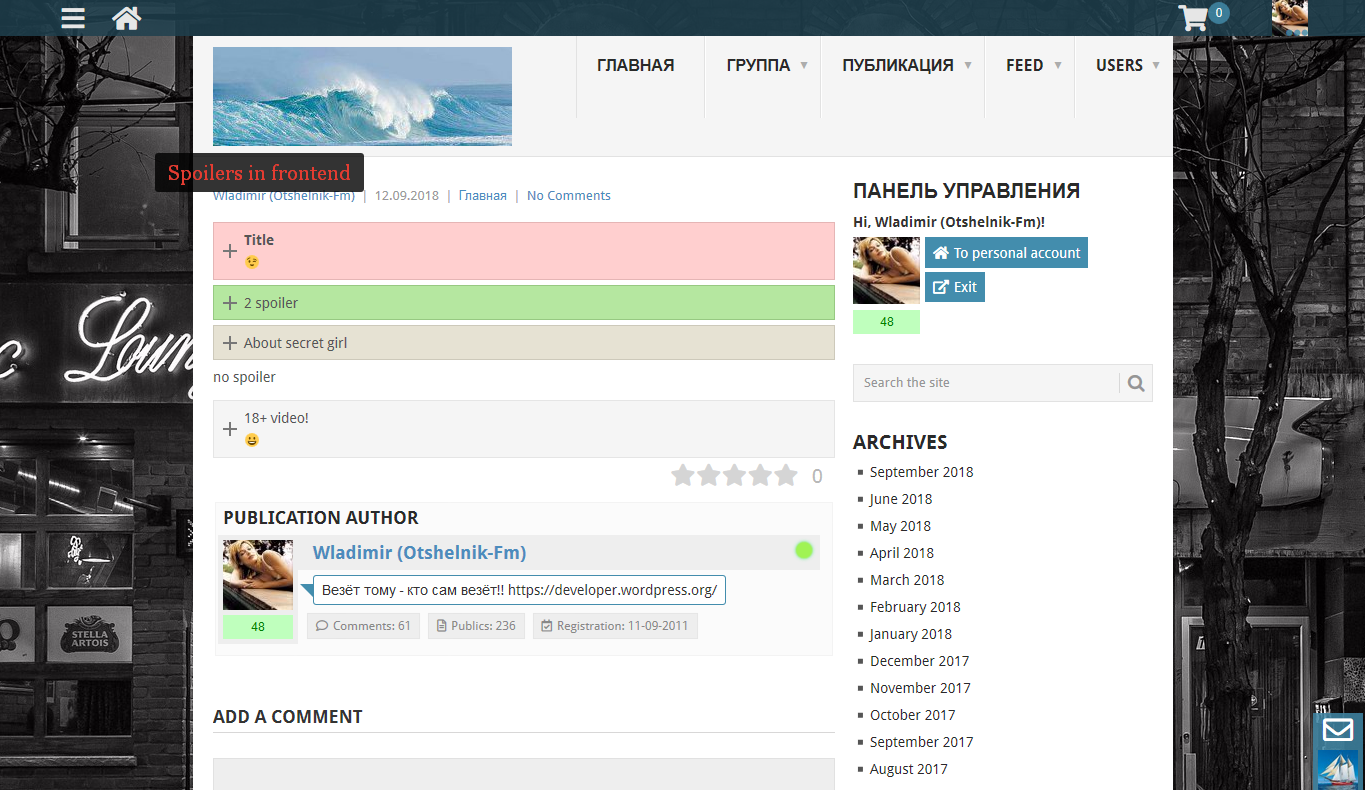 0
ГЛАВНАЯ
ГРУППА
ПУБЛИКАЦИЯ
FEED
USERS
Spoilers in frontend
Wladimir (Otshelnik-Fm) | 12.09.2018 | Главная | No Comments
Title
2 spoiler
About secret girl
no spoiler
18+ video!
0
PUBLICATION AUTHOR
Wladimir (Otshelnik-Fm)
Везёт тому - кто сам везёт!! https://developer.wordpress.org/
48
Comments: 61
Publics: 236
Registration: 11-09-2011
ADD A COMMENT
ПАНЕЛЬ УПРАВЛЕНИЯ
Hi, Wladimir (Otshelnik-Fm)!
To personal account
Exit
48
Search the site
ARCHIVES
September 2018
June 2018
May 2018
April 2018
March 2018
February 2018
January 2018
December 2017
November 2017
October 2017
September 2017
August 2017
STELLA
ARTOIS